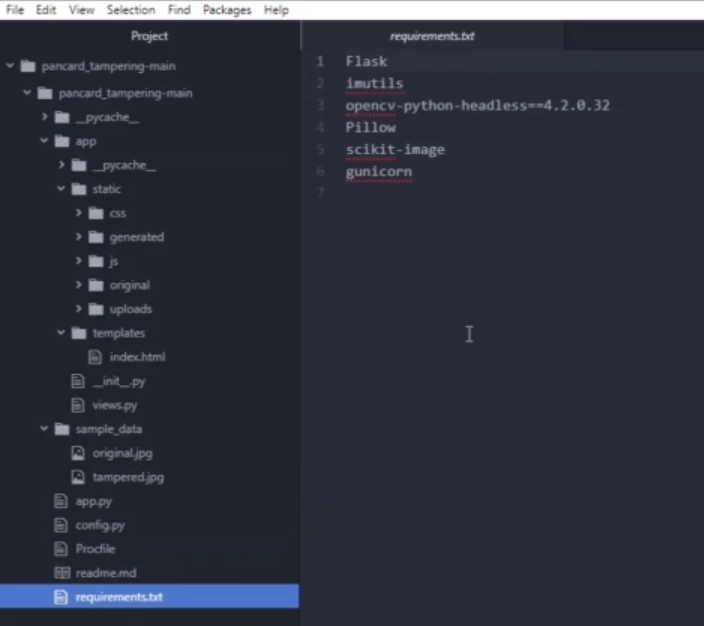 File Edit View Selection Find Packages Help
Project
pancard_tampering-main
pancard_tampering-main
__pycache__
app
__pycache__
static
css
generated
js
original
uploads
templates
index.html
__init__.py
views.py
sample_data
original.jpg
tampered.jpg
app.py
config.py
Procfile
readme.md
requirements.txt
requirements.txt
1 Flask
2 imutils
3 opencv-python-headless==4.2.0.32
4 Pillow
5 scikit-image
6 gunicorn
7